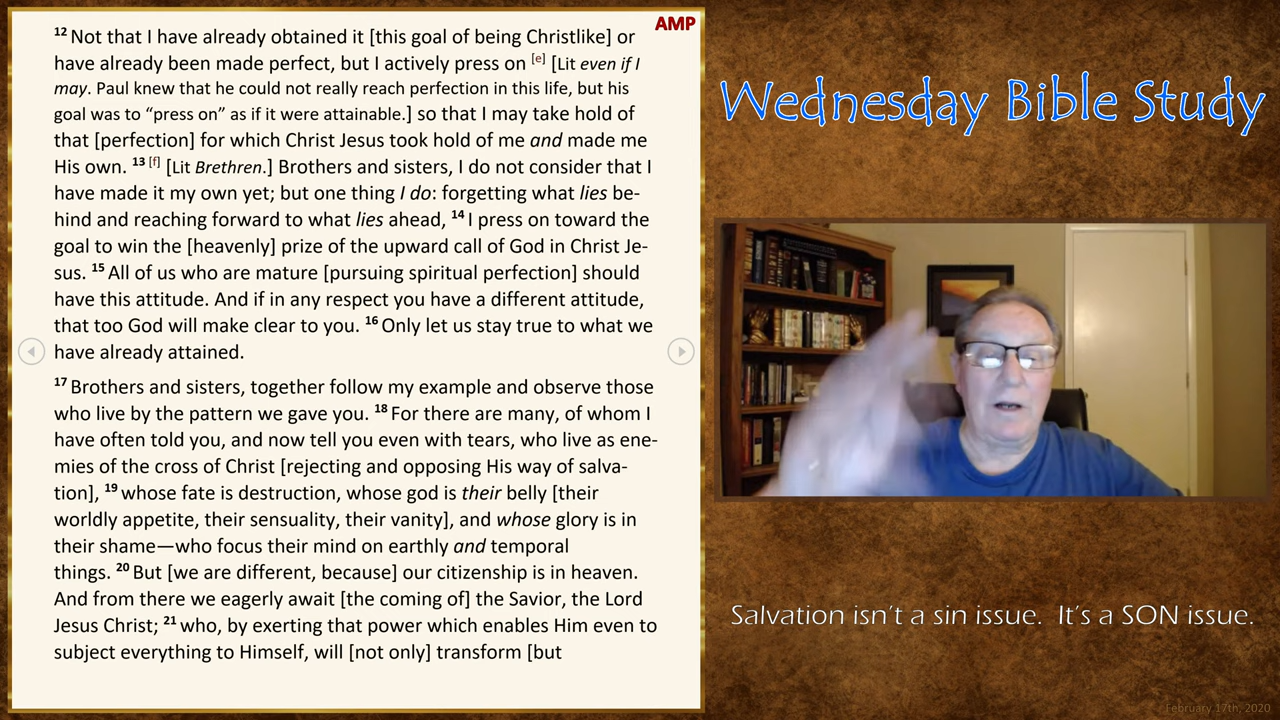 AMP
12 Not that I have already obtained it [this goal of being Christlike] or
have already been made perfect, but I actively press on [e] [Lit even if I
may. Paul knew that he could not really reach perfection in this life, but his
goal was to “press on” as if it were attainable.] so that I may take hold of
that [perfection] for which Christ Jesus took hold of me and made me
His own. 13 [f] [Lit Brethren.] Brothers and sisters, I do not consider that I
have made it my own yet; but one thing I do: forgetting what lies be-
hind and reaching forward to what lies ahead, 14 I press on toward the
goal to win the [heavenly] prize of the upward call of God in Christ Je-
sus. 15 All of us who are mature [pursuing spiritual perfection] should
have this attitude. And if in any respect you have a different attitude,
that too God will make clear to you. 16 Only let us stay true to what we
have already attained.
17 Brothers and sisters, together follow my example and observe those
who live by the pattern we gave you. 18 For there are many, of whom I
have often told you, and now tell you even with tears, who live as ene-
mies of the cross of Christ [rejecting and opposing His way of salva-
tion], 19 whose fate is destruction, whose god is their belly [their
worldly appetite, their sensuality, their vanity], and whose glory is in
their shame—who focus their mind on earthly and temporal
things. 20 But [we are different, because] our citizenship is in heaven.
And from there we eagerly await [the coming of] the Savior, the Lord
Jesus Christ; 21 who, by exerting that power which enables Him even to
subject everything to Himself, will [not only] transform [but
Wednesday Bible Study
Salvation isn’t a sin issue. It’s a SON issue.
February 17th, 2020